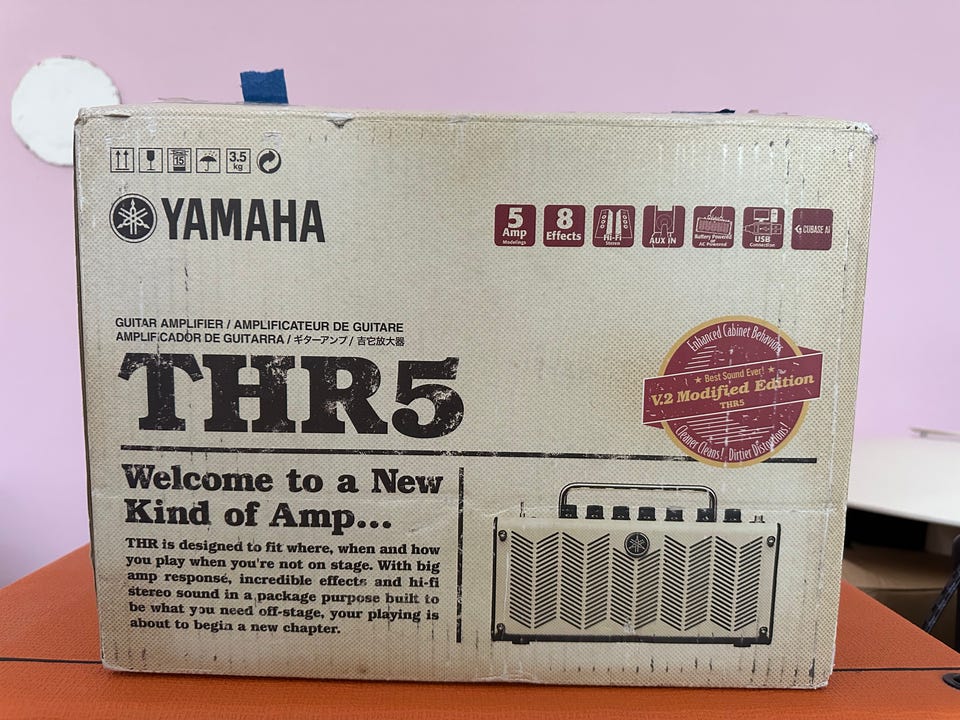 15
3.5
kg
YAMAHA
5
Amp
Modelings
8
Effects
Hi-Fi
Stereo
AUX IN
Battery Powered
or
AC Powered
USB
Connection
CUBASE AI
GUITAR AMPLIFIER / AMPLIFICATEUR DE GUITARE
AMPLIFICADOR DE GUITARRA / ギターアンプ / 吉它放大器
THR5
Enhanced Cabinet Behavior!
★ Best Sound Ever! ★
V.2 Modified Edition
THR5
Cleaner Cleans! Dirtier Distortions!
Welcome to a New
Kind of Amp...
THR is designed to fit where, when and how
you play when you're not on stage. With big
amp response, incredible effects and hi-fi
stereo sound in a package purpose built to
be what you need off-stage, your playing is
about to begin a new chapter.